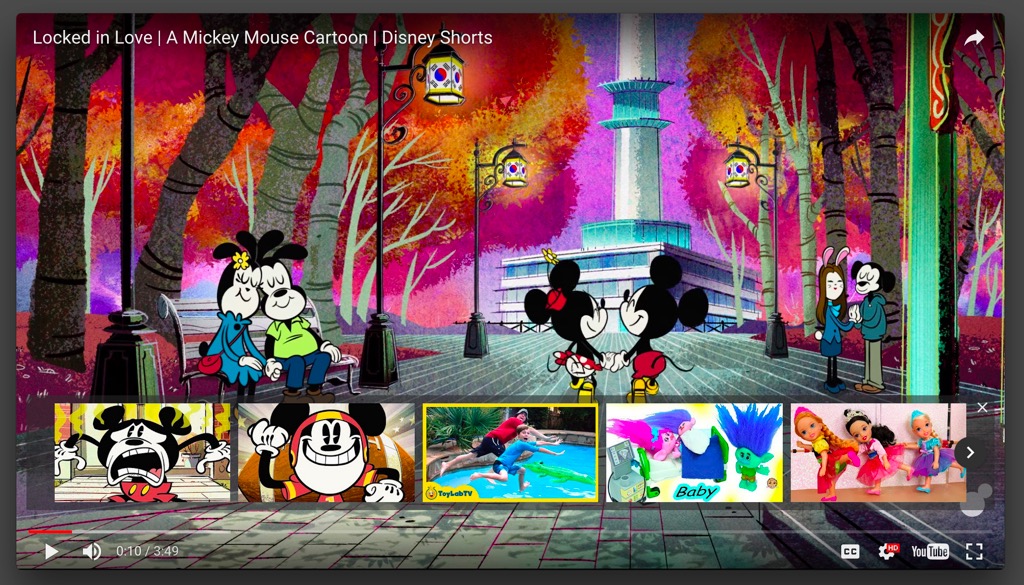 Locked in Love | A Mickey Mouse Cartoon | Disney Shorts
ToyLabTV
Baby
0:10 / 3:49
CC
HD
YouTube